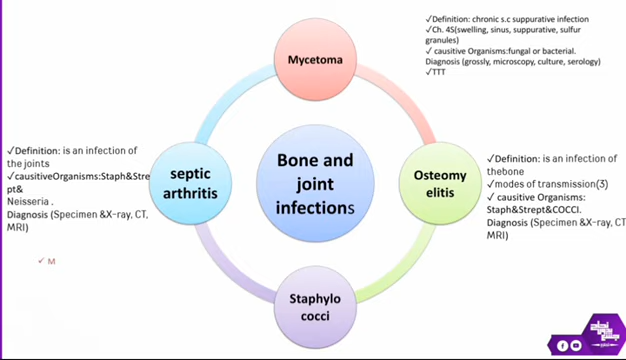 ✓Definition: chronic s.c suppurative infection
✓Ch. 4S(swelling, sinus, suppurative, sulfur
granules)
✓ causitive Organisms:fungal or bacterial.
Diagnosis (grossly, microscopy, culture, serology)
✓TTT
Mycetoma
✓Definition: is an infection of
the joints
✓causitiveOrganisms:Staph&Stre
pt&
Neisseria .
Diagnosis (Specimen &X-ray, CT,
MRI)
✓ M
septic
arthritis
Bone and
joint
infections
Osteomy
elitis
✓Definition: is an infection of
thebone
✓modes of transmission(3)
✓ causitive Organisms:
Staph&Strept&COCCI.
Diagnosis (Specimen &X-ray, CT,
MRI)
Staphylo
cocci